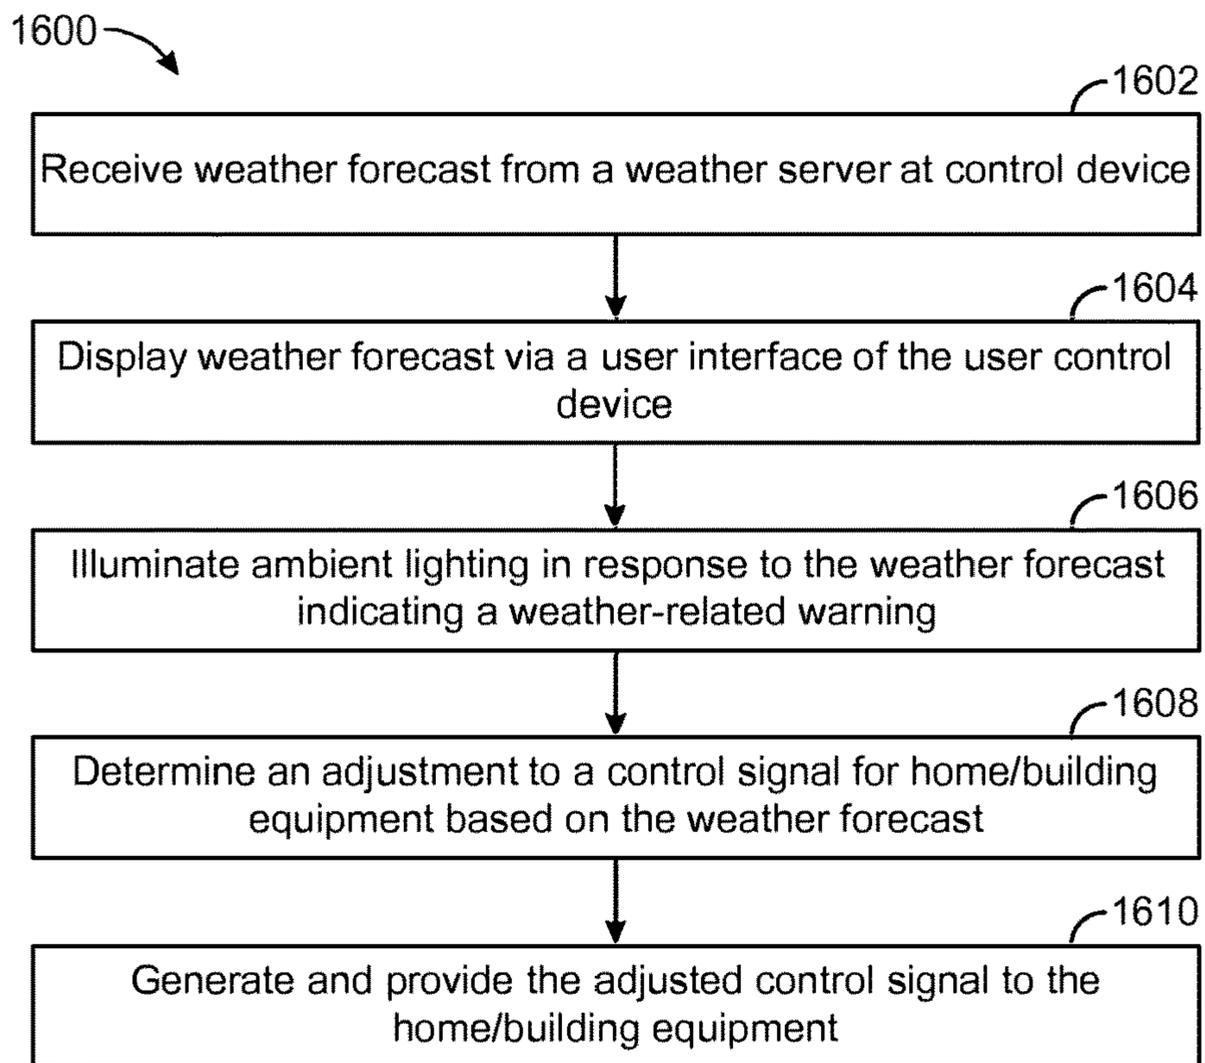 1600
1602
Receive weather forecast from a weather server at control device
1604
Display weather forecast via a user interface of the user control
device
1606
Illuminate ambient lighting in response to the weather forecast
indicating a weather-related warning
1608
Determine an adjustment to a control signal for home/building
equipment based on the weather forecast
1610
Generate and provide the adjusted control signal to the
home/building equipment